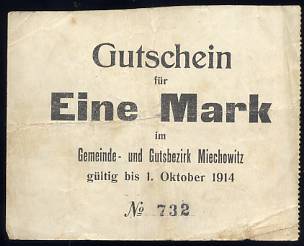 Gutschein
für
Eine Mark
im
Gemeinde- und Gutsbezirk Miechowitz
gültig bis 1. Oktober 1914
№ 732